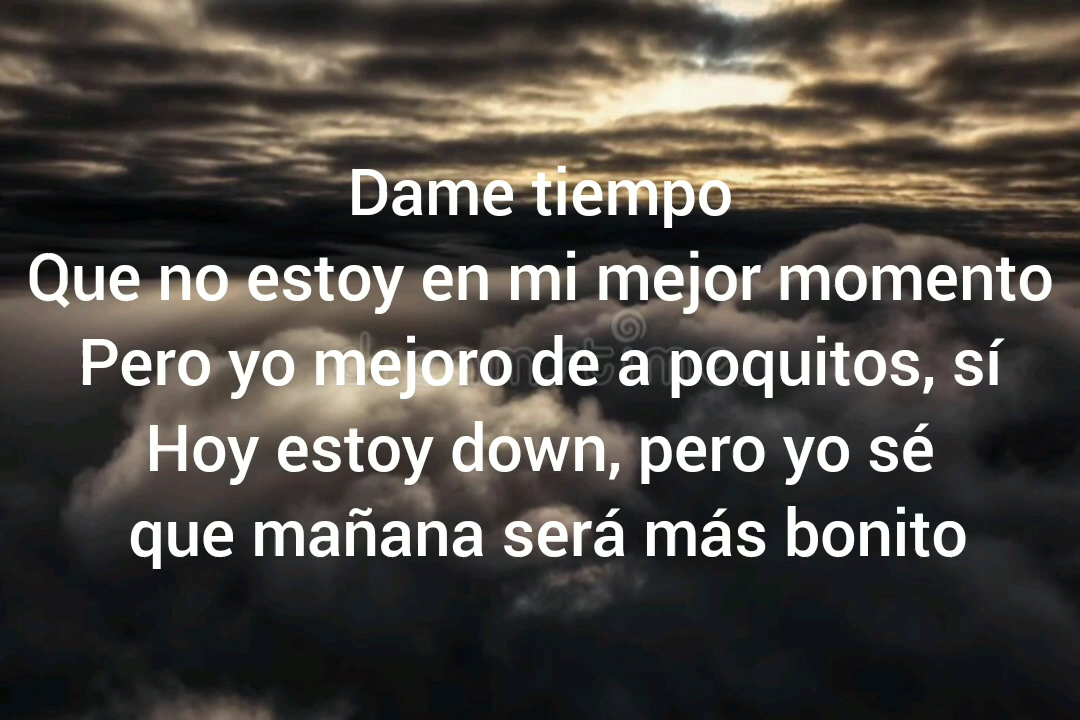 Dame tiempo
Que no estoy en mi mejor momento
Pero yo mejoro de a poquitos, sí
Hoy estoy down, pero yo sé
que mañana será más bonito